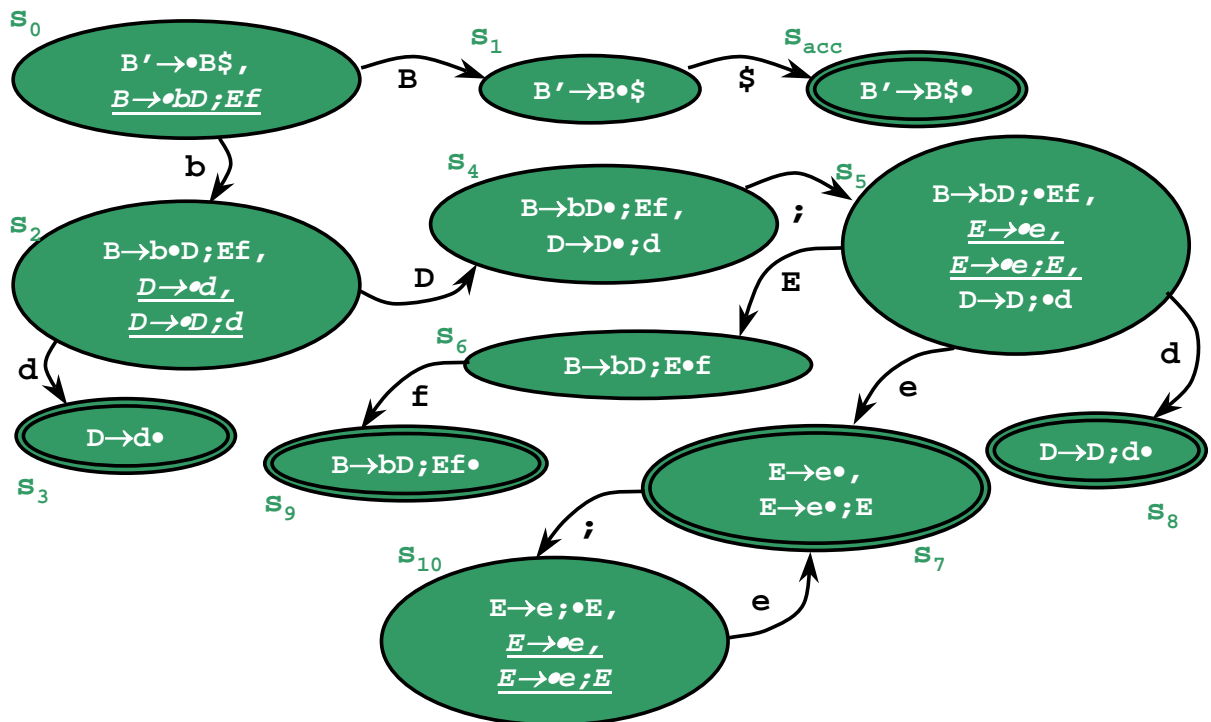 s0
B′→•B$,
B→•bD;Ef
B
s1
B′→B•$
$
sacc
B′→B$•
b
s2
B→b•D;Ef,
D→•d,
D→•D;d
D
s4
B→bD•;Ef,
D→D•;d
;
s5
B→bD;•Ef,
E→•e,
E→•e;E,
D→D;•d
E
s6
B→bD;E•f
d
e
d
s3
D→d•
f
s9
B→bD;Ef•
s7
E→e•,
E→e•;E
s8
D→D;d•
;
s10
E→e;•E,
E→•e,
E→•e;E
e